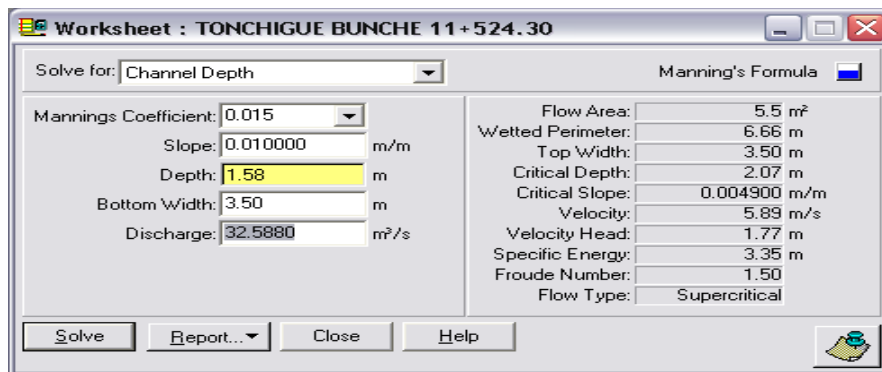 Worksheet : TONCHIGUE BUNCHE 11+524.30
Solve for: Channel Depth
Manning's Formula
Mannings Coefficient: 0.015
Slope: 0.010000 m/m
Depth: 1.58 m
Bottom Width: 3.50 m
Discharge: 32.5880 m³/s
Flow Area: 5.5 m²
Wetted Perimeter: 6.66 m
Top Width: 3.50 m
Critical Depth: 2.07 m
Critical Slope: 0.004900 m/m
Velocity: 5.89 m/s
Velocity Head: 1.77 m
Specific Energy: 3.35 m
Froude Number: 1.50
Flow Type: Supercritical
Solve Report... Close Help